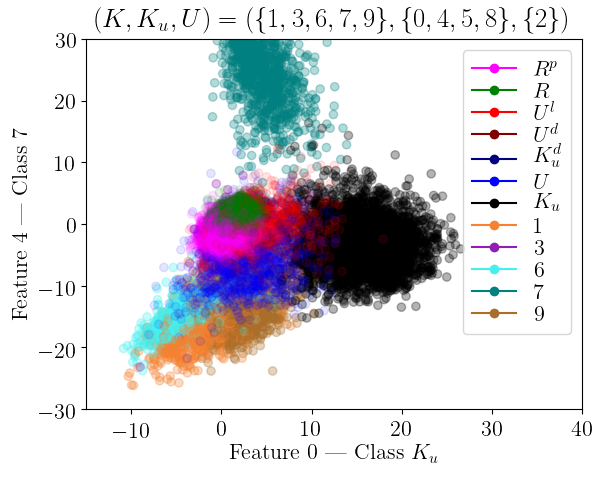 (K, K_u, U) = ({1, 3, 6, 7, 9}, {0, 4, 5, 8}, {2})
30
20
10
0
−10
−20
−30
Feature 4 — Class 7
−10
0
10
20
30
40
Feature 0 — Class K_u
R^p
R
U^l
U^d
K_u^d
U
K_u
1
3
6
7
9